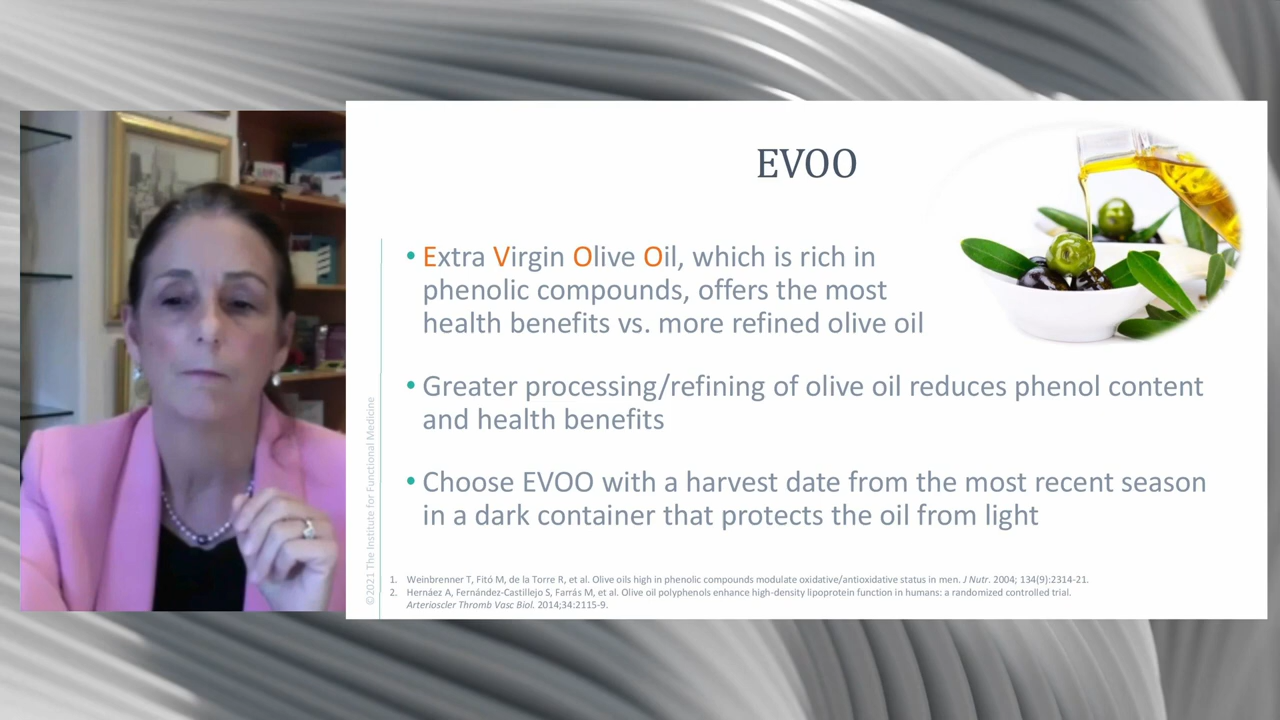 EVOO
• Extra Virgin Olive Oil, which is rich in
phenolic compounds, offers the most
health benefits vs. more refined olive oil
• Greater processing/refining of olive oil reduces phenol content
and health benefits
• Choose EVOO with a harvest date from the most recent season
in a dark container that protects the oil from light
©2021 The Institute for Functional Medicine
1. Weinbrenner T, Fitó M, de la Torre R, et al. Olive oils high in phenolic compounds modulate oxidative/antioxidative status in men. J Nutr. 2004; 134(9):2314-21.
2. Hernáez A, Fernández-Castillejo S, Farrás M, et al. Olive oil polyphenols enhance high-density lipoprotein function in humans: a randomized controlled trial.
Arterioscler Thromb Vasc Biol. 2014;34:2115-9.